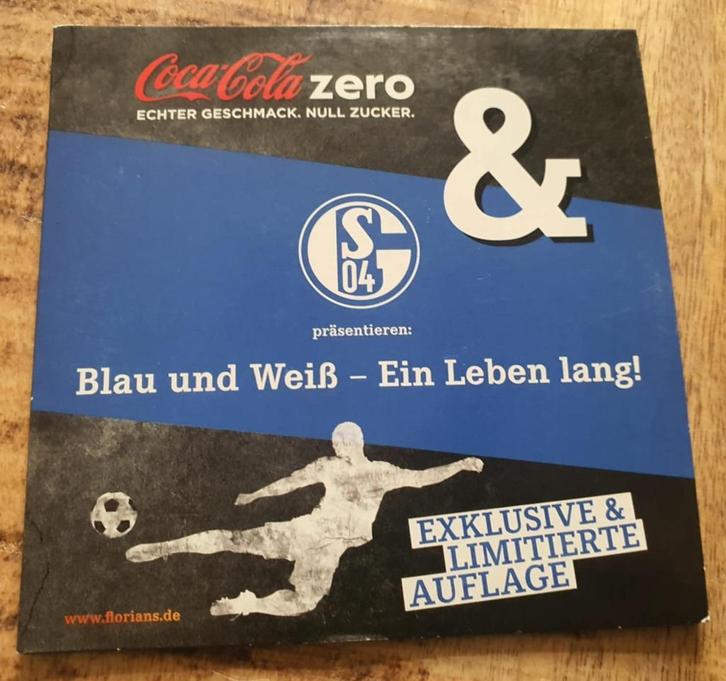 Coca-Cola zero
ECHTER GESCHMACK. NULL ZUCKER.
&
S04
präsentieren:
Blau und Weiß – Ein Leben lang!
EXKLUSIVE &
LIMITIERTE
AUFLAGE
www.florians.de